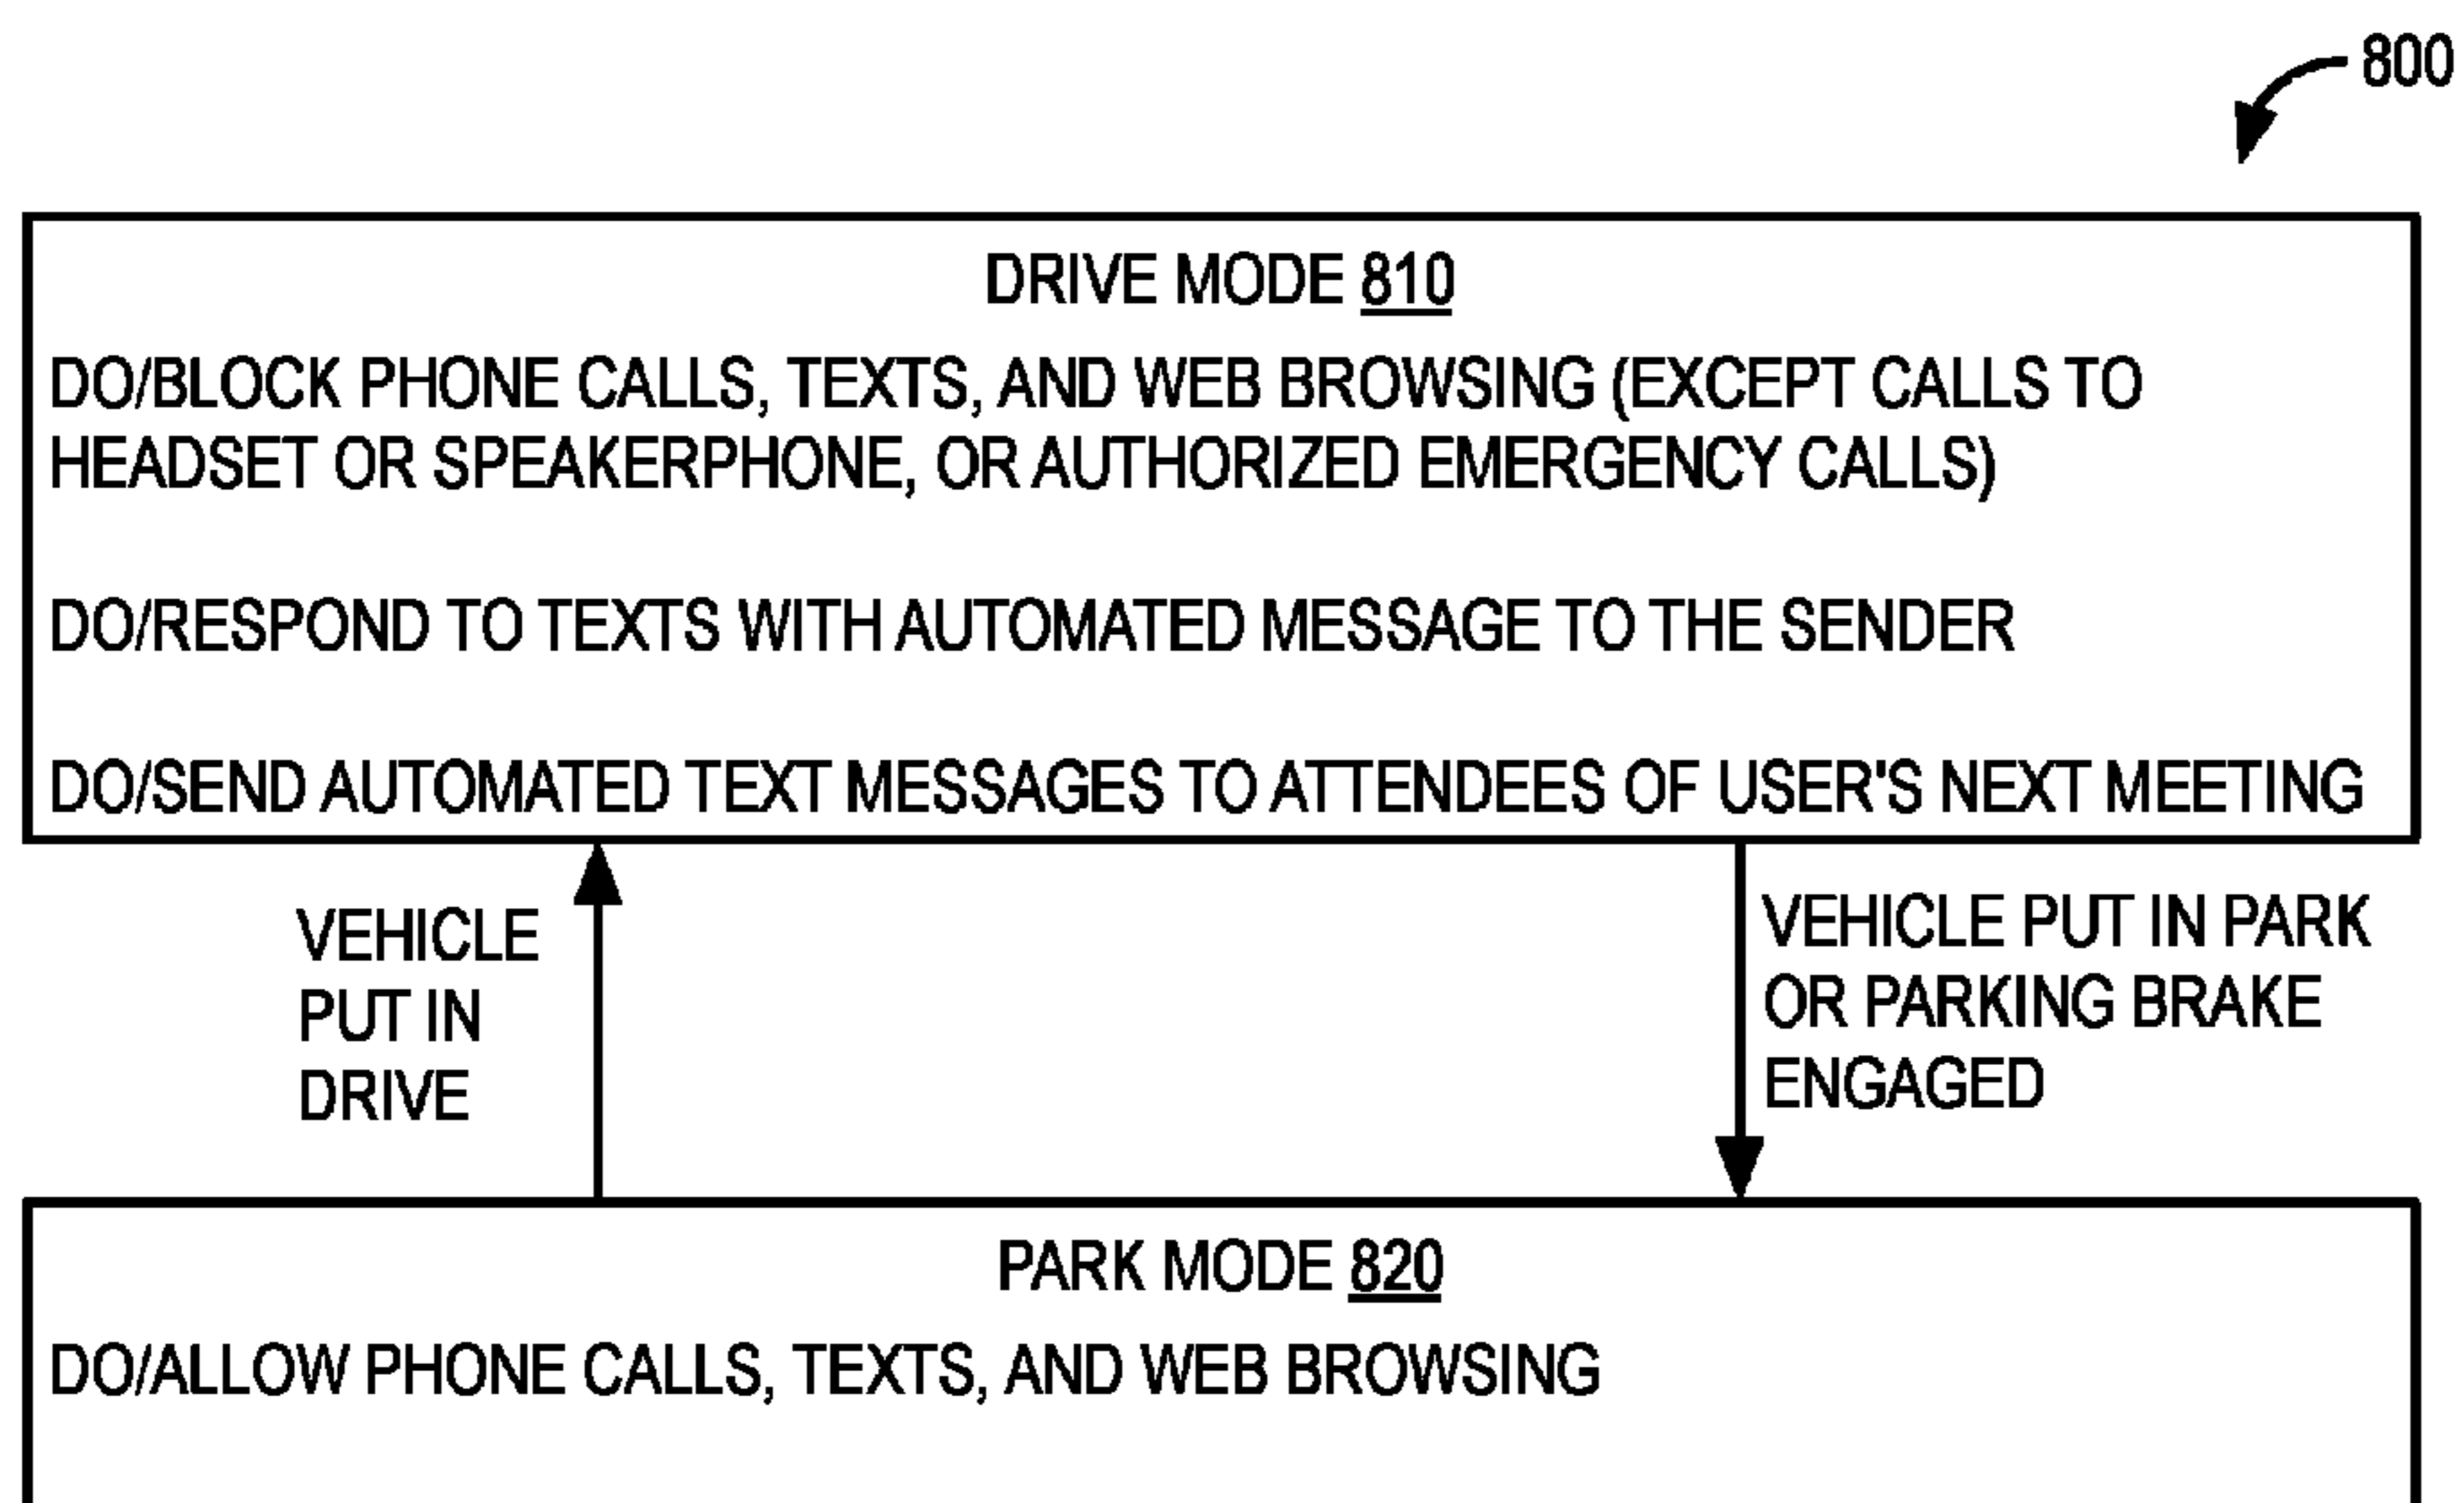 800
DRIVE MODE 810
DO/BLOCK PHONE CALLS, TEXTS, AND WEB BROWSING (EXCEPT CALLS TO
HEADSET OR SPEAKERPHONE, OR AUTHORIZED EMERGENCY CALLS)
DO/RESPOND TO TEXTS WITH AUTOMATED MESSAGE TO THE SENDER
DO/SEND AUTOMATED TEXT MESSAGES TO ATTENDEES OF USER'S NEXT MEETING
VEHICLE
PUT IN
DRIVE
VEHICLE PUT IN PARK
OR PARKING BRAKE
ENGAGED
PARK MODE 820
DO/ALLOW PHONE CALLS, TEXTS, AND WEB BROWSING